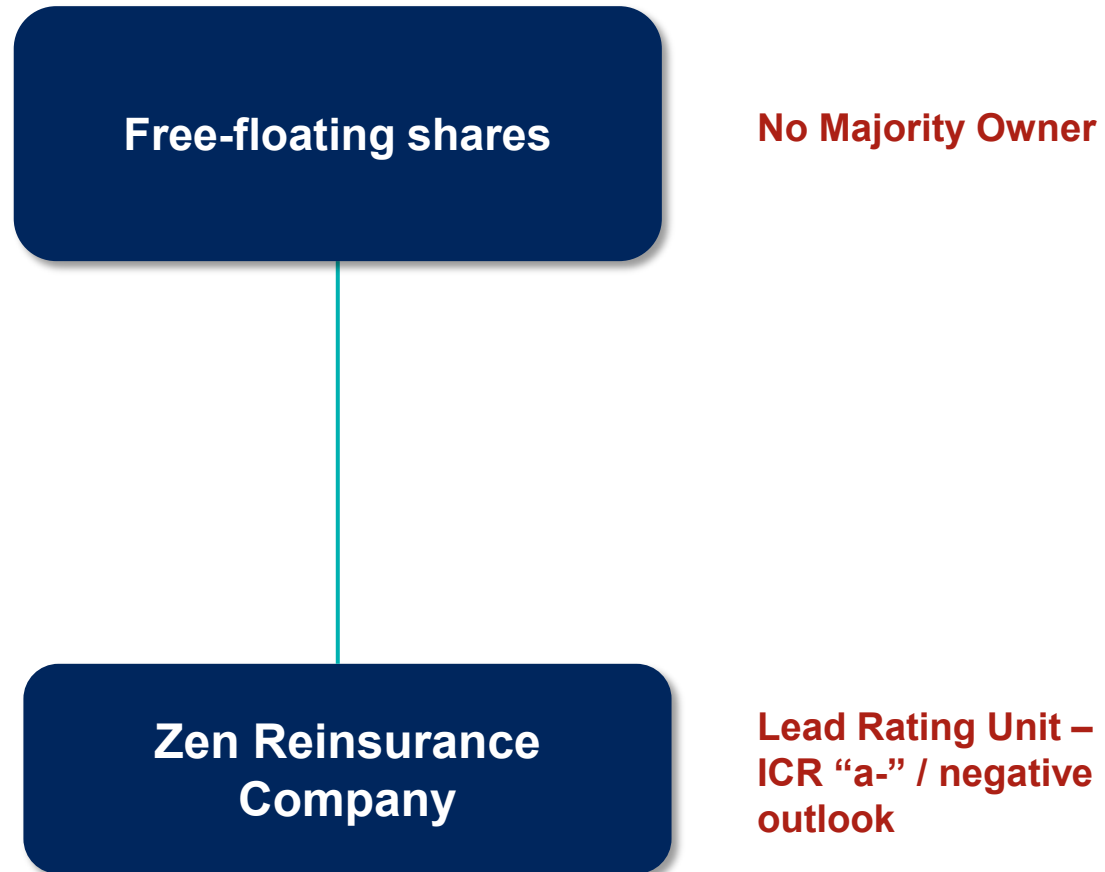 Free-floating shares
No Majority Owner
Zen Reinsurance
Company
Lead Rating Unit –
ICR “a-” / negative
outlook